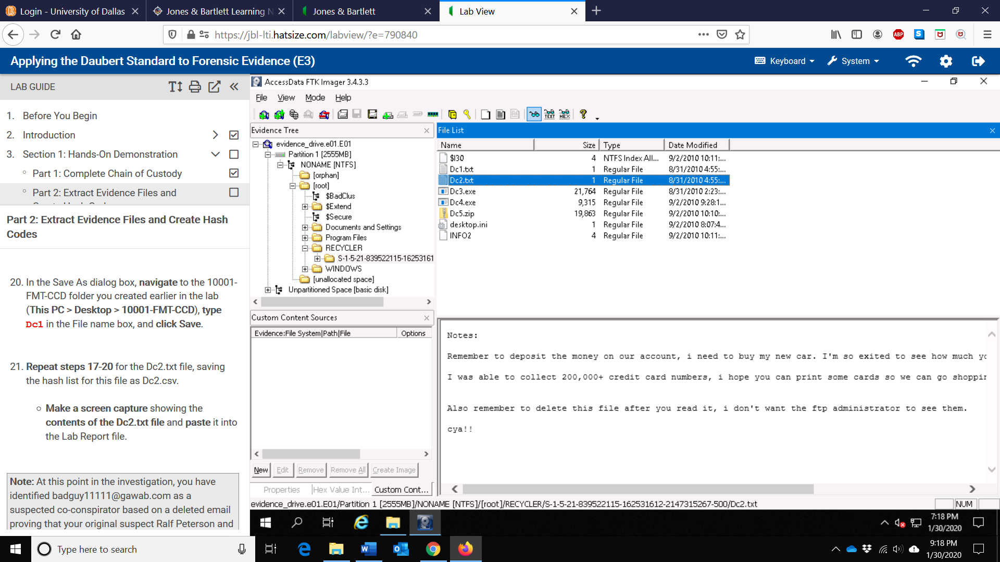 Login - University of Dallas
Jones & Bartlett Learning N
Jones & Bartlett
Lab View
https://jbl-lti.hatsize.com/labview/?e=790840
ABP
S
Applying the Daubert Standard to Forensic Evidence (E3)
Keyboard
System
LAB GUIDE
1. Before You Begin
2. Introduction
3. Section 1: Hands-On Demonstration
Part 1: Complete Chain of Custody
Part 2: Extract Evidence Files and
Part 2: Extract Evidence Files and Create Hash
Codes
20. In the Save As dialog box, navigate to the 10001-
FMT-CCD folder you created earlier in the lab
(This PC > Desktop > 10001-FMT-CCD), type
Dc1 in the File name box, and click Save.
21. Repeat steps 17-20 for the Dc2.txt file, saving
the hash list for this file as Dc2.csv.
Make a screen capture showing the
contents of the Dc2.txt file and paste it into
the Lab Report file.
Note: At this point in the investigation, you have
identified badguy11111@gawab.com as a
suspected co-conspirator based on a deleted email
proving that your original suspect Ralf Peterson and
AccessData FTK Imager 3.4.3.3
File View Mode Help
TEXT HEX
Evidence Tree
evidence_drive.e01.E01
Partition 1 [2555MB]
NONAME [NTFS]
[orphan]
[root]
$BadClus
$Extend
$Secure
Documents and Settings
Program Files
RECYCLER
S-1-5-21-839522115-16253161
WINDOWS
[unallocated space]
Unpartitioned Space [basic disk]
Custom Content Sources
Evidence:File System|Path|File Options
New Edit Remove Remove All Create Image
Properties Hex Value Int... Custom Cont...
File List
Name Size Type Date Modified
$I30 4 NTFS Index All... 9/2/2010 10:11:...
Dc1.txt 1 Regular File 8/31/2010 4:55:...
Dc2.txt 1 Regular File 8/31/2010 4:55:...
Dc3.exe 21,764 Regular File 8/31/2010 2:23:...
Dc4.exe 9,315 Regular File 9/2/2010 9:28:1...
Dc5.zip 19,863 Regular File 9/2/2010 10:10:...
desktop.ini 1 Regular File 9/2/2010 8:07:4...
INFO2 4 Regular File 9/2/2010 10:11:...
Notes:
Remember to deposit the money on our account, i need to buy my new car. I'm so exited to see how much yo
I was able to collect 200,000+ credit card numbers, i hope you can print some cards so we can go shoppin
Also remember to delete this file after you read it, i don't want the ftp administrator to see them.
cya!!
evidence_drive.e01.E01/Partition 1 [2555MB]/NONAME [NTFS]/[root]/RECYCLER/S-1-5-21-839522115-162531612-2147315267-500/Dc2.txt
NUM
7:18 PM
1/30/2020
Type here to search
9:18 PM
1/30/2020